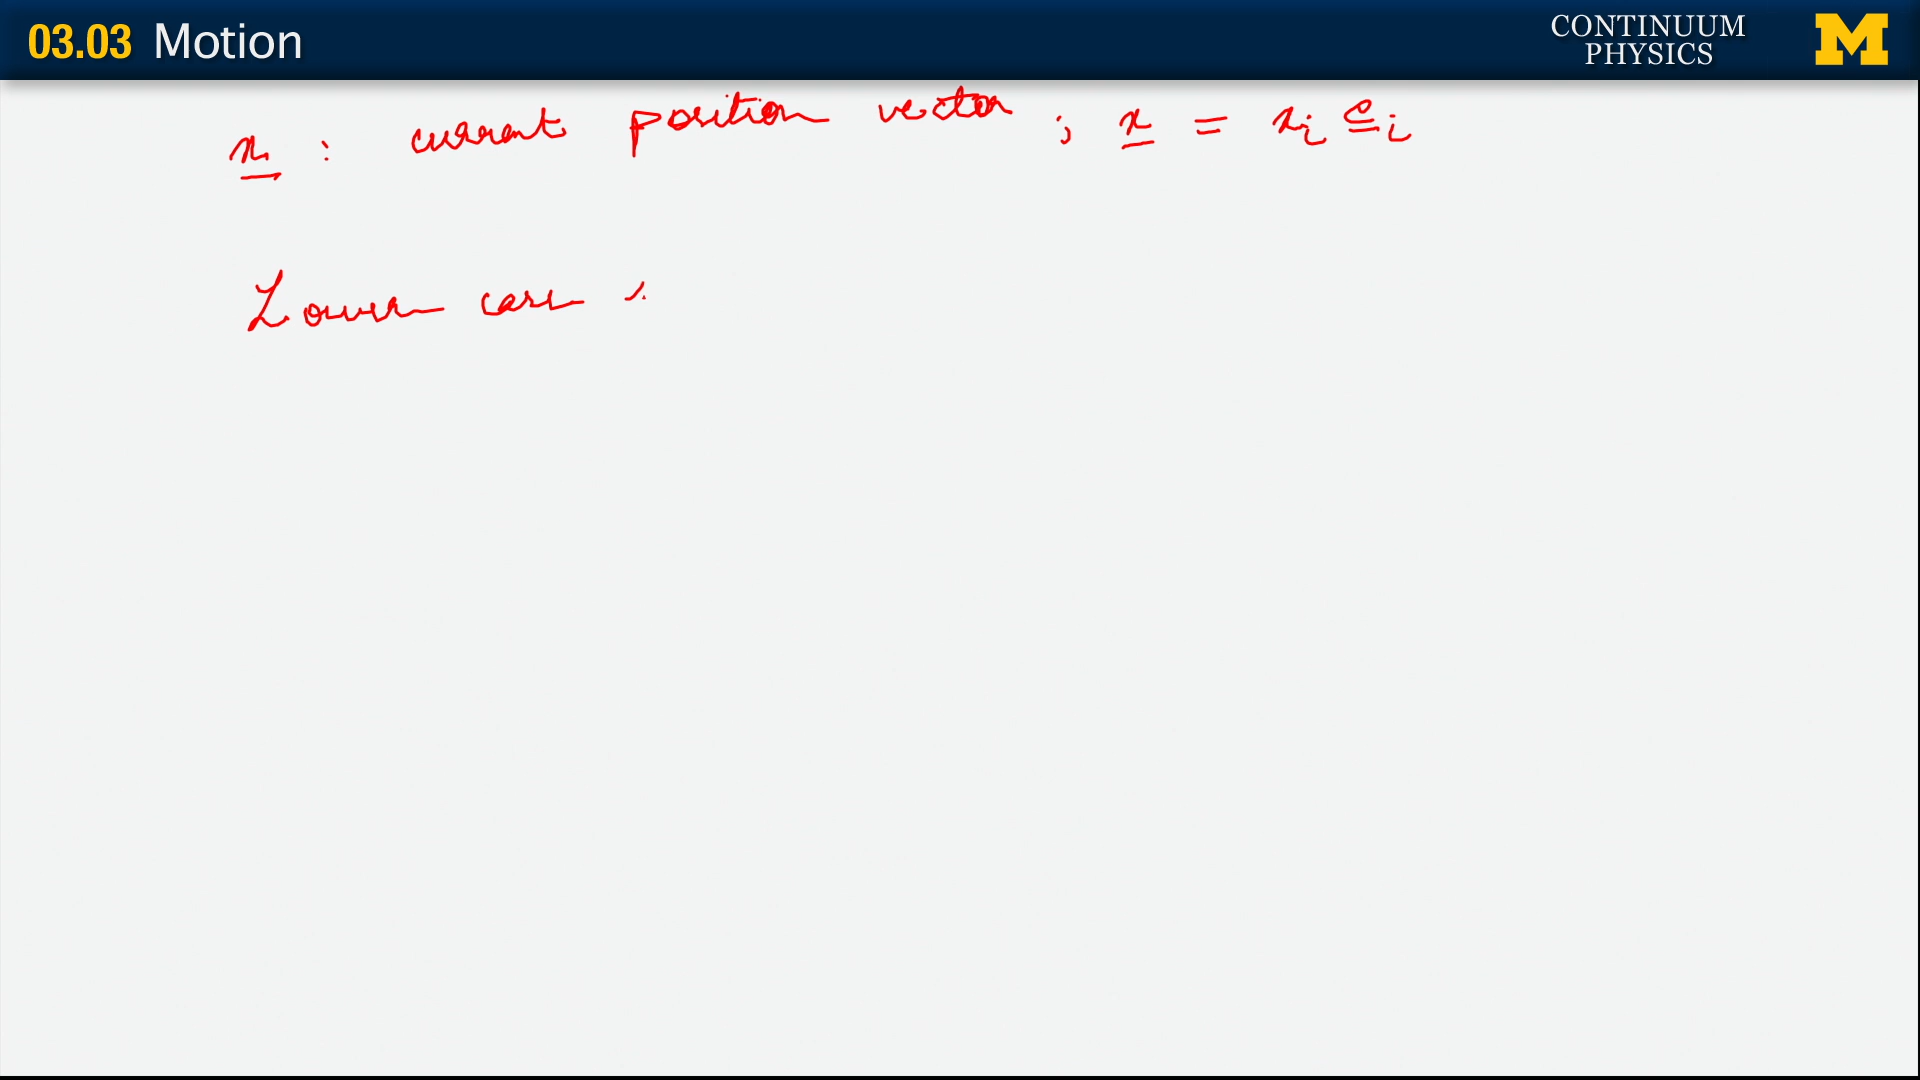 03.03 Motion
CONTINUUM
PHYSICS
M
x : current position vector ; x = xi ei
Lower case